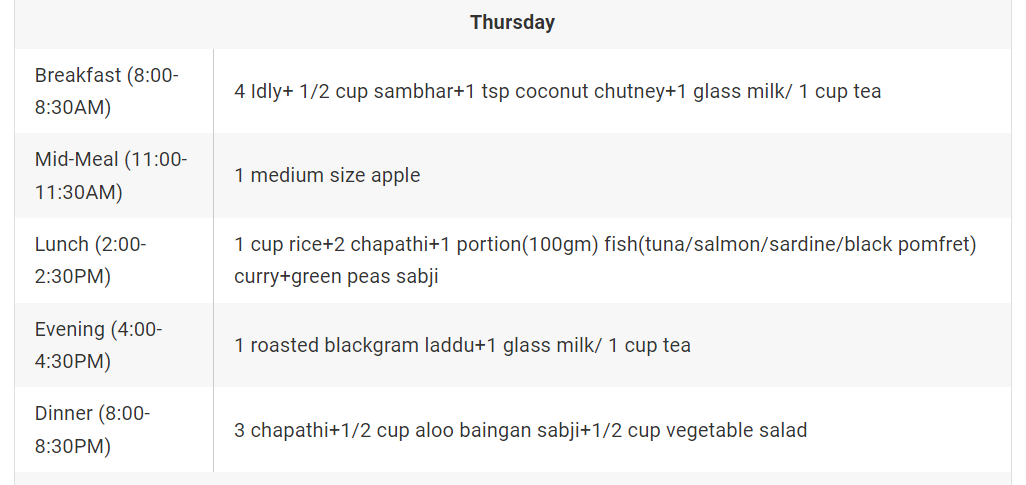 Thursday
Breakfast (8:00-
8:30AM)
4 Idly+ 1/2 cup sambhar+1 tsp coconut chutney+1 glass milk/ 1 cup tea
Mid-Meal (11:00-
11:30AM)
1 medium size apple
Lunch (2:00-
2:30PM)
1 cup rice+2 chapathi+1 portion(100gm) fish(tuna/salmon/sardine/black pomfret)
curry+green peas sabji
Evening (4:00-
4:30PM)
1 roasted blackgram laddu+1 glass milk/ 1 cup tea
Dinner (8:00-
8:30PM)
3 chapathi+1/2 cup aloo baingan sabji+1/2 cup vegetable salad